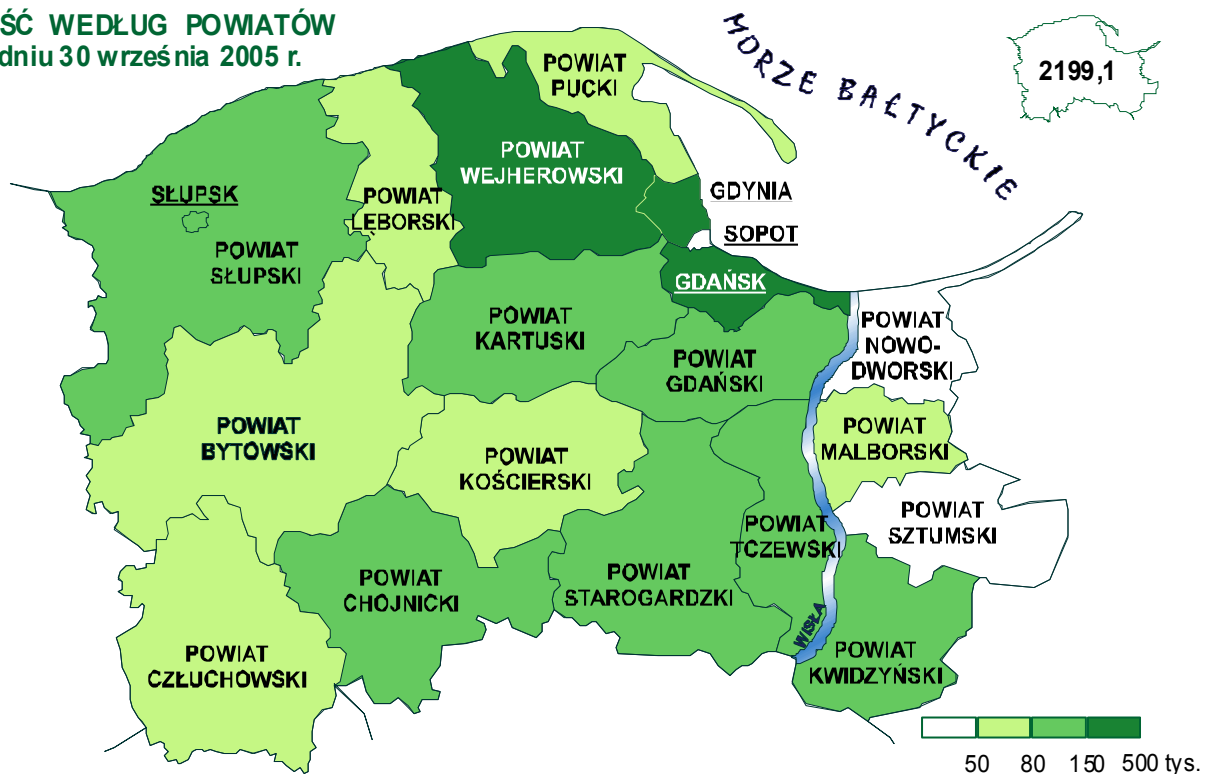 ŚĆ WEDŁUG POWIATÓW
dniu 30 września 2005 r.
MORZE BAŁTYCKIE
2199,1
POWIAT
PUCKI
POWIAT
WEJHEROWSKI
GDYNIA
SŁUPSK
POWIAT
LĘBORSKI
SOPOT
POWIAT
SŁUPSKI
GDAŃSK
POWIAT
KARTUSKI
POWIAT
NOWO-
DWORSKI
POWIAT
GDAŃSKI
POWIAT
BYTOWSKI
POWIAT
MALBORSKI
POWIAT
KOŚCIERSKI
POWIAT
SZTUMSKI
POWIAT
TCZEWSKI
POWIAT
CHOJNICKI
POWIAT
STAROGARDZKI
WISŁA
POWIAT
CZŁUCHOWSKI
POWIAT
KWIDZYŃSKI
50 80 150 500 tys.